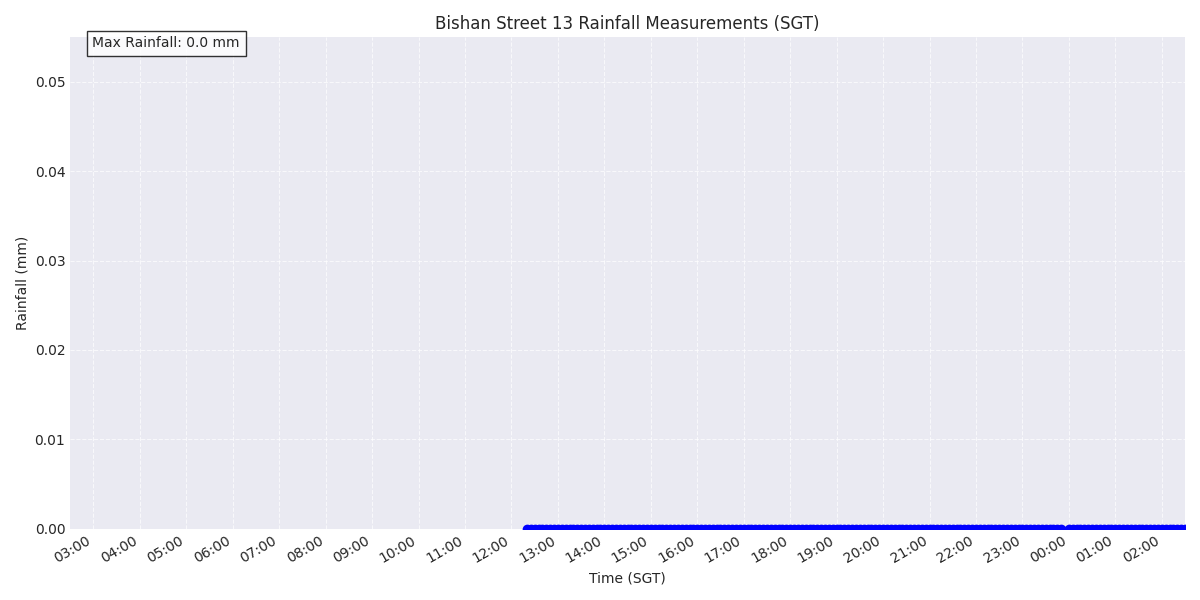 Bishan Street 13 Rainfall Measurements (SGT)
Max Rainfall: 0.0 mm
0.05
0.04
0.03
0.02
0.01
0.00
Rainfall (mm)
03:00 04:00 05:00 06:00 07:00 08:00 09:00 10:00 11:00 12:00 13:00 14:00 15:00 16:00 17:00 18:00 19:00 20:00 21:00 22:00 23:00 00:00 01:00 02:00
Time (SGT)